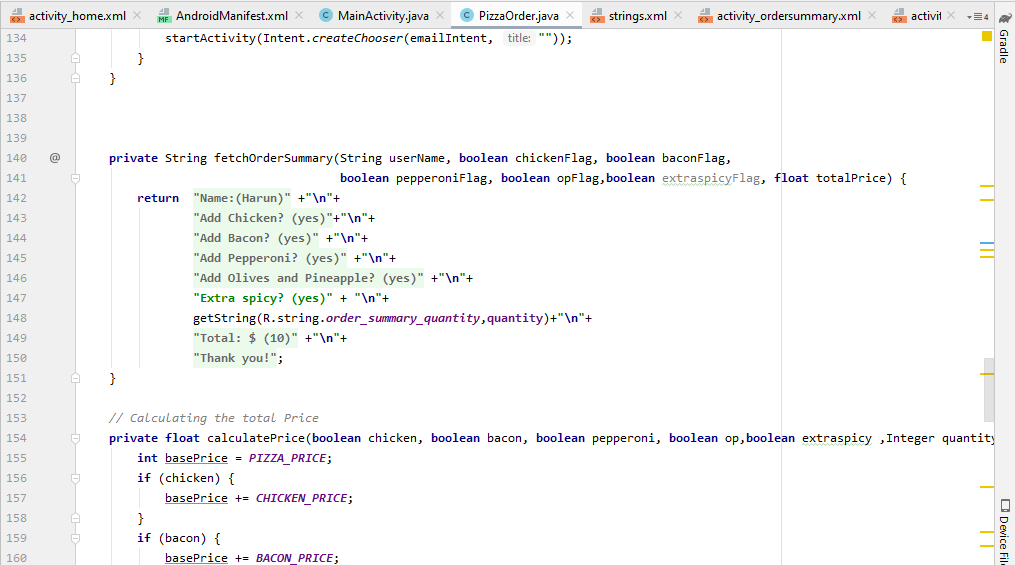 activity_home.xml AndroidManifest.xml MainActivity.java PizzaOrder.java strings.xml activity_ordersummary.xml activit 4
134 startActivity(Intent.createChooser(emailIntent, title: ""));
135 }
136 }
137
138
139
140 @ private String fetchOrderSummary(String userName, boolean chickenFlag, boolean baconFlag,
141 boolean pepperoniFlag, boolean opFlag,boolean extraspicyFlag, float totalPrice) {
142 return "Name:(Harun)" +"\n"+
143 "Add Chicken? (yes)"+"\n"+
144 "Add Bacon? (yes)" +"\n"+
145 "Add Pepperoni? (yes)" +"\n"+
146 "Add Olives and Pineapple? (yes)" +"\n"+
147 "Extra spicy? (yes)" + "\n"+
148 getString(R.string.order_summary_quantity,quantity)+"\n"+
149 "Total: $ (10)" +"\n"+
150 "Thank you!";
151 }
152
153 // Calculating the total Price
154 private float calculatePrice(boolean chicken, boolean bacon, boolean pepperoni, boolean op,boolean extraspicy ,Integer quantity
155 int basePrice = PIZZA_PRICE;
156 if (chicken) {
157 basePrice += CHICKEN_PRICE;
158 }
159 if (bacon) {
160 basePrice += BACON_PRICE;
Gradle
Device File